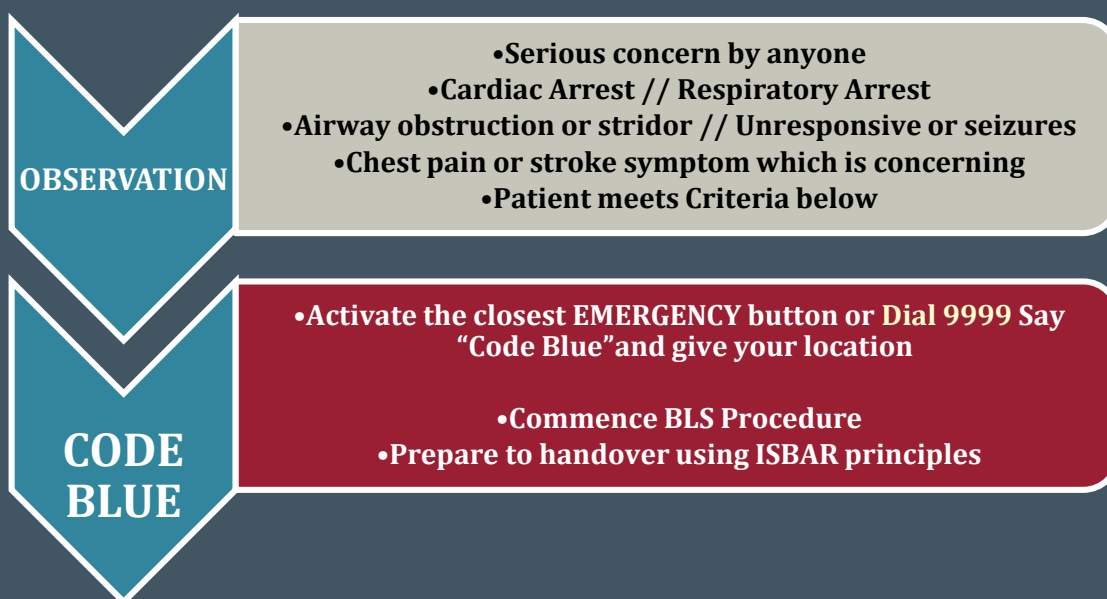 OBSERVATION
•Serious concern by anyone
•Cardiac Arrest // Respiratory Arrest
•Airway obstruction or stridor // Unresponsive or seizures
•Chest pain or stroke symptom which is concerning
•Patient meets Criteria below
CODE
BLUE
•Activate the closest EMERGENCY button or Dial 9999 Say
“Code Blue”and give your location
•Commence BLS Procedure
•Prepare to handover using ISBAR principles